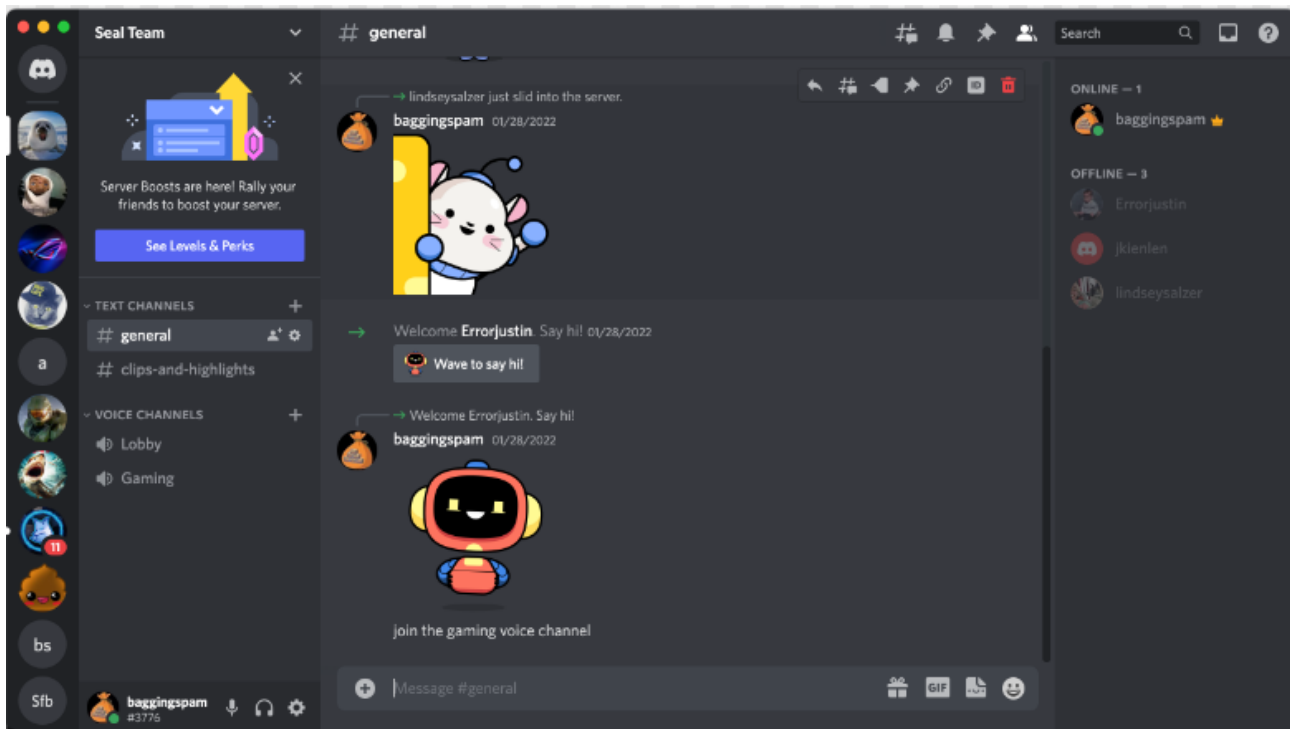 Seal Team
Server Boosts are here! Rally your
friends to boost your server.
See Levels & Perks
TEXT CHANNELS
general
clips-and-highlights
VOICE CHANNELS
Lobby
Gaming
a
11
bs
Sfb
baggingspam
#3776
# general
Search
lindseysalzer just slid into the server.
baggingspam 01/28/2022
ID
Welcome Errorjustin. Say hi! 01/28/2022
Wave to say hi!
Welcome Errorjustin. Say hi!
baggingspam 01/28/2022
join the gaming voice channel
Message #general
GIF
ONLINE — 1
baggingspam
OFFLINE — 3
Errorjustin
jkienlen
lindseysalzer